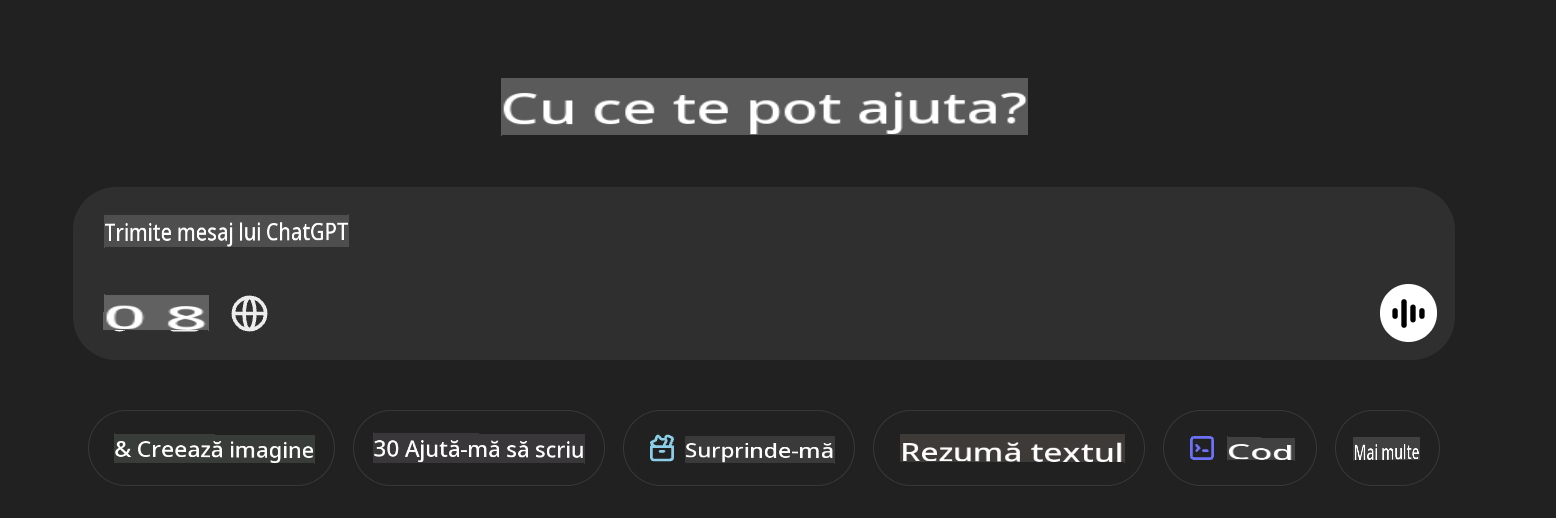 Cu ce te pot ajuta?
Trimite mesaj lui ChatGPT
0 8
& Creează imagine
30 Ajută-mă să scriu
Surprinde-mă
Rezumă textul
Cod
Mai multe